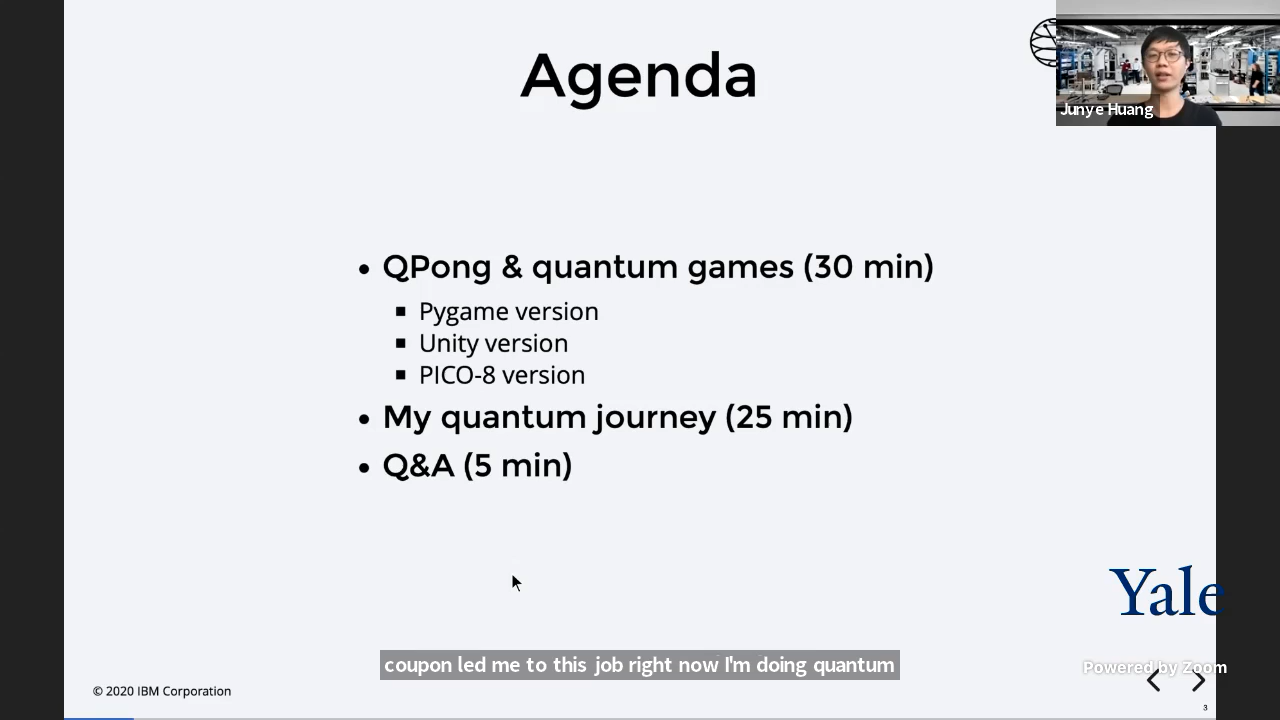 Agenda
Junye Huang
QPong & quantum games (30 min)
Pygame version
Unity version
PICO-8 version
My quantum journey (25 min)
Q&A (5 min)
Yale
coupon led me to this job right now I'm doing quantum
Powered by Zoom
© 2020 IBM Corporation
3